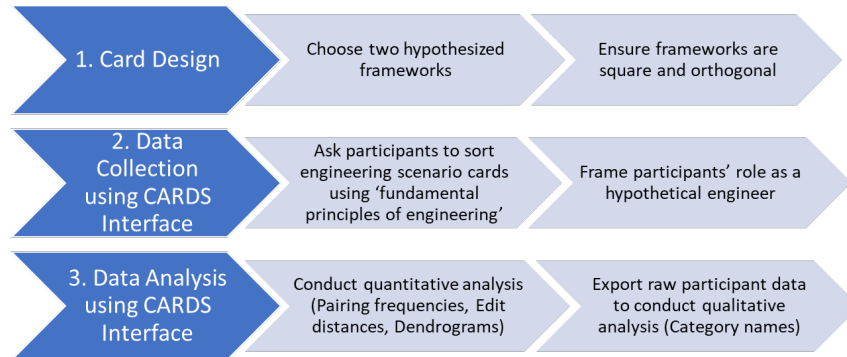 1. Card Design
Choose two hypothesized
frameworks
Ensure frameworks are
square and orthogonal
2. Data
Collection
using CARDS
Interface
Ask participants to sort
engineering scenario cards
using ‘fundamental
principles of engineering’
Frame participants’ role as a
hypothetical engineer
3. Data Analysis
using CARDS
Interface
Conduct quantitative analysis
(Pairing frequencies, Edit
distances, Dendrograms)
Export raw participant data
to conduct qualitative
analysis (Category names)